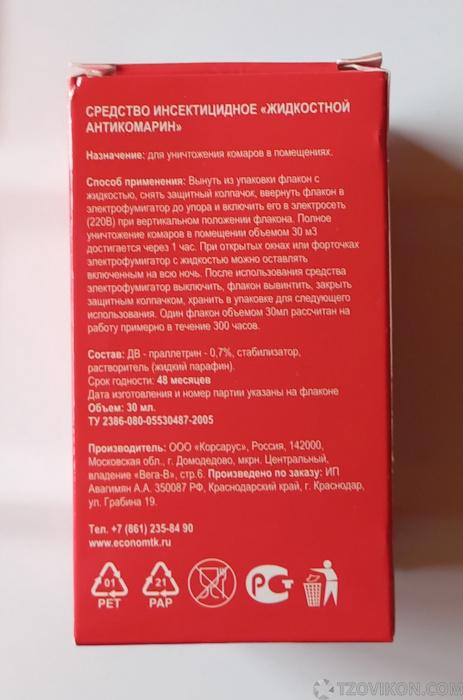 СРЕДСТВО ИНСЕКТИЦИДНОЕ «ЖИДКОСТНОЙ
АНТИКОМАРИН»
Назначение: для уничтожения комаров в помещениях.
Способ применения: Вынуть из упаковки флакон с
жидкостью, снять защитный колпачок, ввернуть флакон в
электрофумигатор до упора и включить его в электросеть
(220В) при вертикальном положении флакона. Полное
уничтожение комаров в помещении объемом 30 м3
достигается через 1 час. При открытых окнах или форточках
электрофумигатор с жидкостью можно оставлять
включенным на всю ночь. После использования средства
электрофумигатор выключить, флакон вывинтить, закрыть
защитным колпачком, хранить в упаковке для следующего
использования. Один флакон объемом 30мл рассчитан на
работу примерно в течение 300 часов.
Состав: ДВ - праллетрин - 0,7%, стабилизатор,
растворитель (жидкий парафин).
Срок годности: 48 месяцев
Дата изготовления и номер партии указаны на флаконе
Объем: 30 мл.
ТУ 2386-080-05530487-2005
Производитель: ООО «Корсарус», Россия, 142000,
Московская обл., г. Домодедово, мкрн. Центральный,
владение «Вега-В», стр.6. Произведено по заказу: ИП
Авагимян А.А. 350087 РФ, Краснодарский край, г. Краснодар,
ул. Грабина 19.
Тел. +7 (861) 235-84 90
www.economtk.ru
01 21 РСТ
PET PAP
TZOVIKON.COM